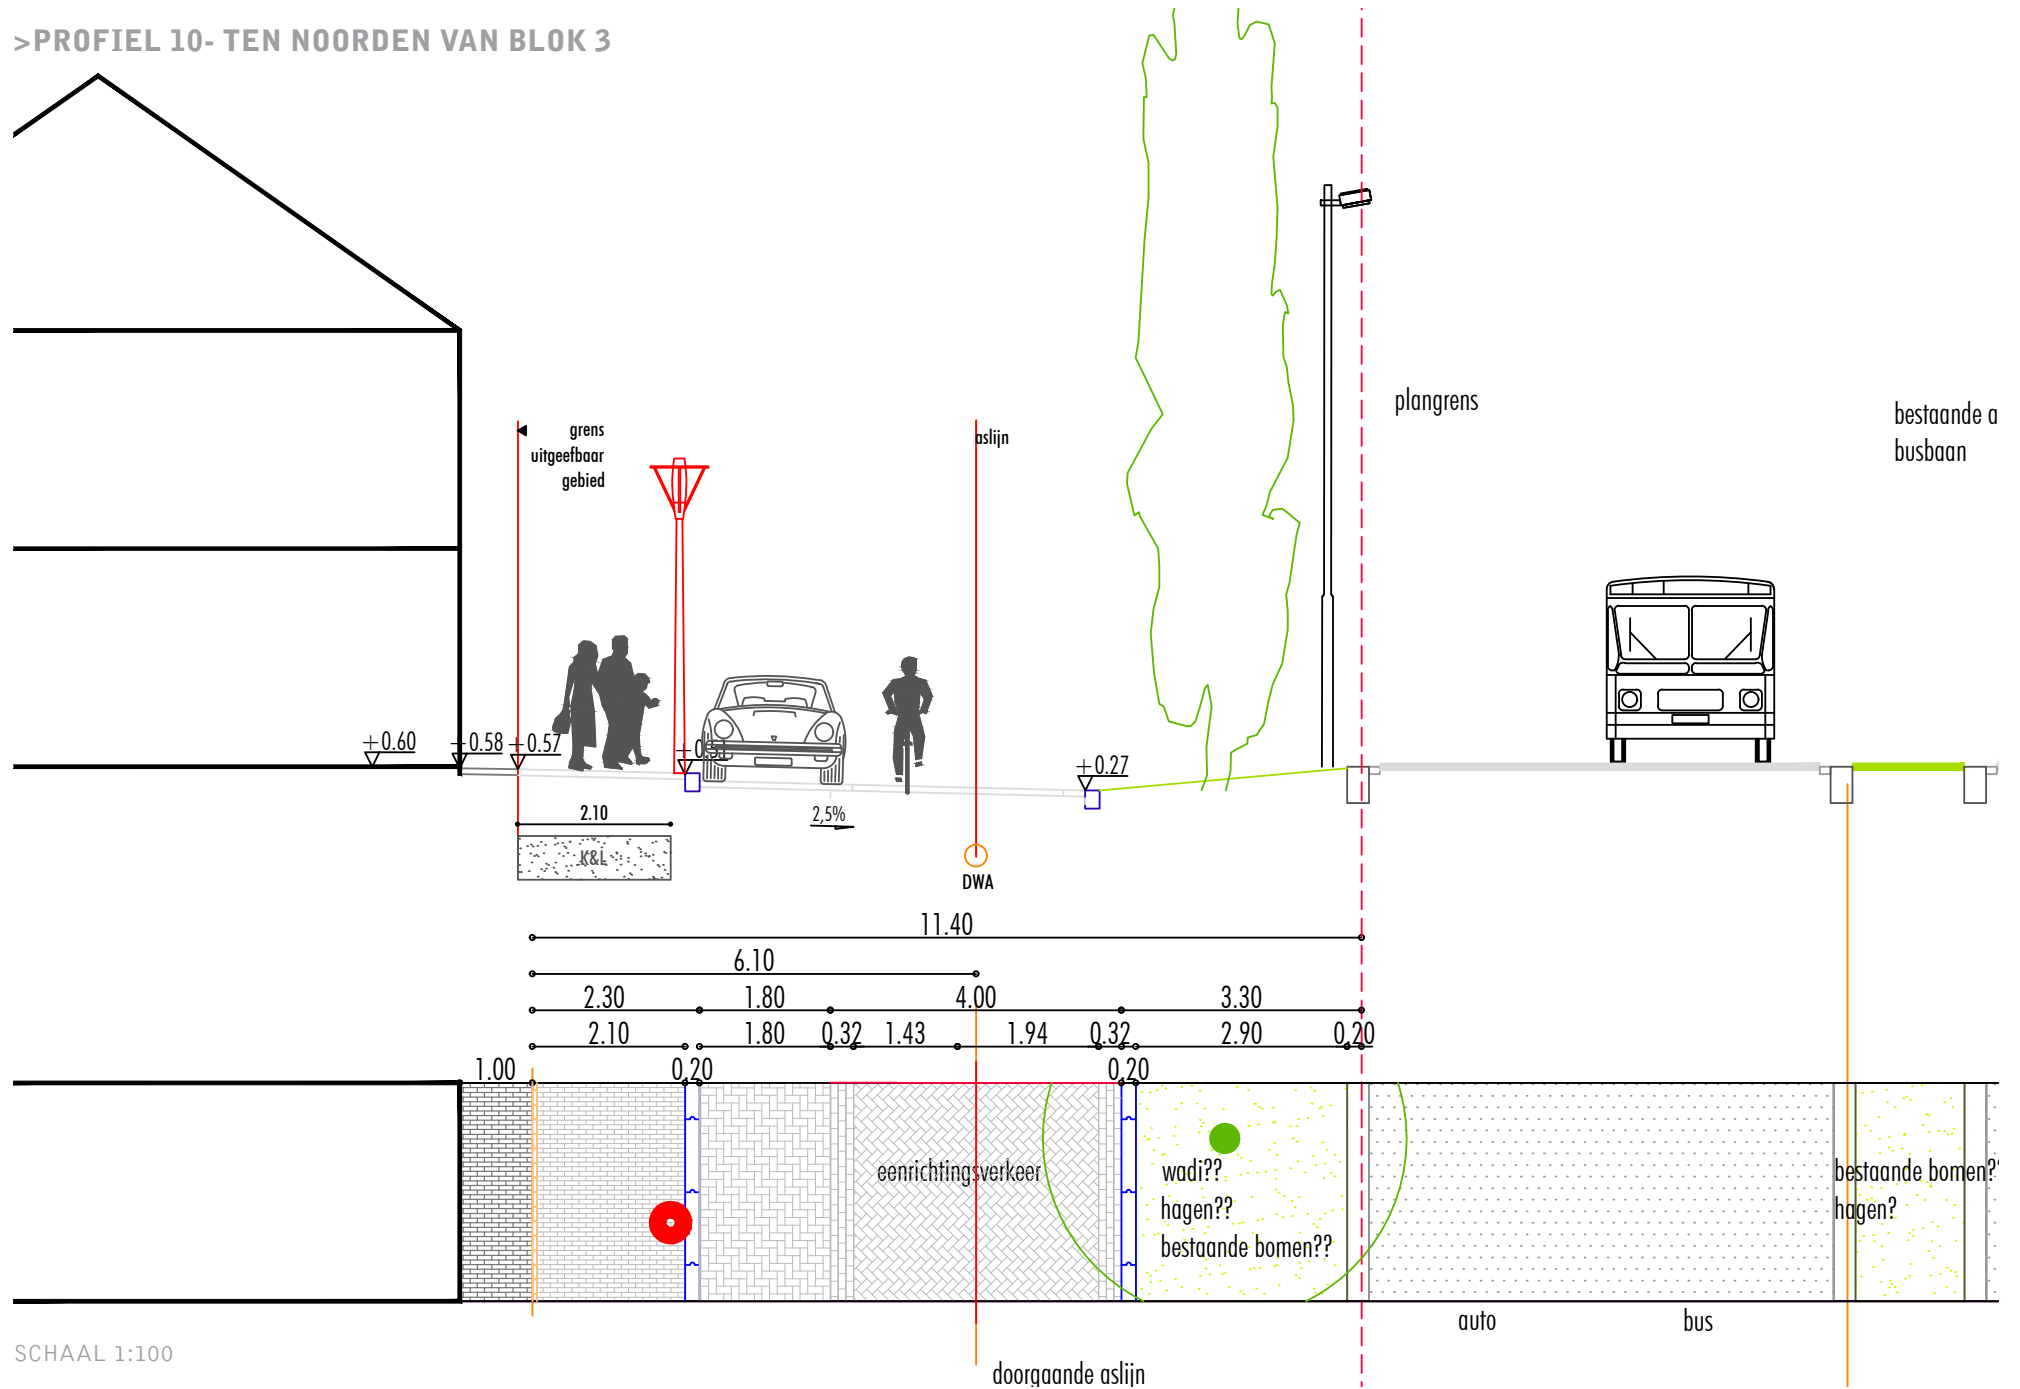 >PROFIEL 10- TEN NOORDEN VAN BLOK 3
plangrens
bestaande a
busbaan
grens
uitgeefbaar
gebied
aslijn
+0.60
+0.58
+0.57
+0.27
2.10
2,5%
K&L
DWA
11.40
6.10
2.30 1.80 4.00 3.30
2.10 1.80 0.32 1.43 1.94 0.32 2.90 0,20
1.00 0,20 0,20
eenrichtingsverkeer
wadi??
hagen??
bestaande bomen??
bestaande bomen??
hagen?
auto bus
SCHAAL 1:100
doorgaande aslijn